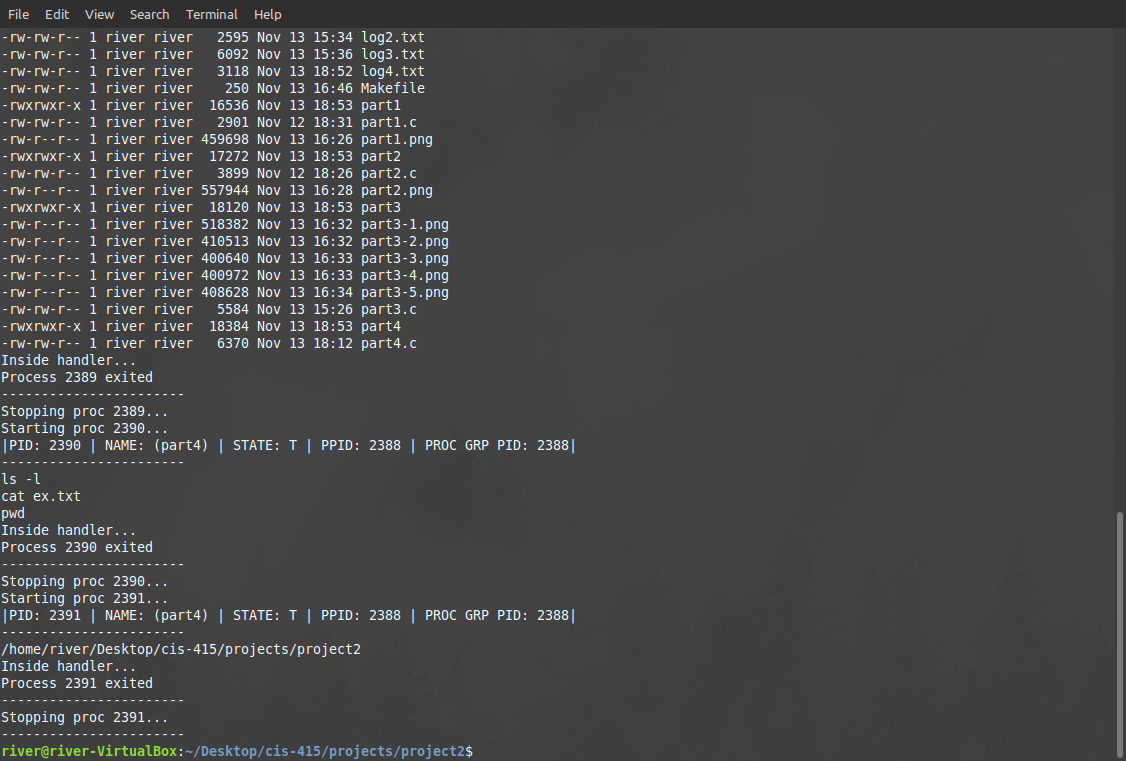 File Edit View Search Terminal Help
-rw-rw-r-- 1 river river   2595 Nov 13 15:34 log2.txt
-rw-rw-r-- 1 river river   6092 Nov 13 15:36 log3.txt
-rw-rw-r-- 1 river river   3118 Nov 13 18:52 log4.txt
-rw-rw-r-- 1 river river    250 Nov 13 16:46 Makefile
-rwxrwxr-x 1 river river  16536 Nov 13 18:53 part1
-rw-rw-r-- 1 river river   2901 Nov 12 18:31 part1.c
-rw-r--r-- 1 river river 459698 Nov 13 16:26 part1.png
-rwxrwxr-x 1 river river  17272 Nov 13 18:53 part2
-rw-rw-r-- 1 river river   3899 Nov 12 18:26 part2.c
-rw-r--r-- 1 river river 557944 Nov 13 16:28 part2.png
-rwxrwxr-x 1 river river  18120 Nov 13 18:53 part3
-rw-r--r-- 1 river river 518382 Nov 13 16:32 part3-1.png
-rw-r--r-- 1 river river 410513 Nov 13 16:32 part3-2.png
-rw-r--r-- 1 river river 400640 Nov 13 16:33 part3-3.png
-rw-r--r-- 1 river river 400972 Nov 13 16:33 part3-4.png
-rw-r--r-- 1 river river 408628 Nov 13 16:34 part3-5.png
-rw-rw-r-- 1 river river   5584 Nov 13 15:26 part3.c
-rwxrwxr-x 1 river river  18384 Nov 13 18:53 part4
-rw-rw-r-- 1 river river   6370 Nov 13 18:12 part4.c
Inside handler...
Process 2389 exited
-----------------------
Stopping proc 2389...
Starting proc 2390...
|PID: 2390 | NAME: (part4) | STATE: T | PPID: 2388 | PROC GRP PID: 2388|
-----------------------
ls -l
cat ex.txt
pwd
Inside handler...
Process 2390 exited
-----------------------
Stopping proc 2390...
Starting proc 2391...
|PID: 2391 | NAME: (part4) | STATE: T | PPID: 2388 | PROC GRP PID: 2388|
-----------------------
/home/river/Desktop/cis-415/projects/project2
Inside handler...
Process 2391 exited
-----------------------
Stopping proc 2391...
-----------------------
river@river-VirtualBox:~/Desktop/cis-415/projects/project2$